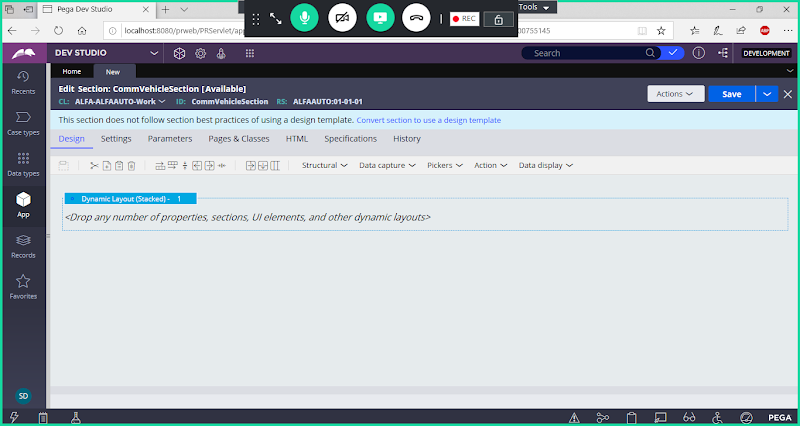 Pega Dev Studio
Tools
REC
localhost:8080/prweb/PRServlet/app
00755145
DEV STUDIO
Search
DEVELOPMENT
Home
New
Recents
Edit Section: CommVehicleSection [Available]
CL: ALFA-ALFAAUTO-Work ID: CommVehicleSection RS: ALFAAUTO:01-01-01
Actions
Save
This section does not follow section best practices of using a design template. Convert section to use a design template
Case types
Design Settings Parameters Pages & Classes HTML Specifications History
Structural Data capture Pickers Action Data display
Data types
Dynamic Layout (Stacked) - 1
App
<Drop any number of properties, sections, UI elements, and other dynamic layouts>
Records
Favorites
SD
PEGA